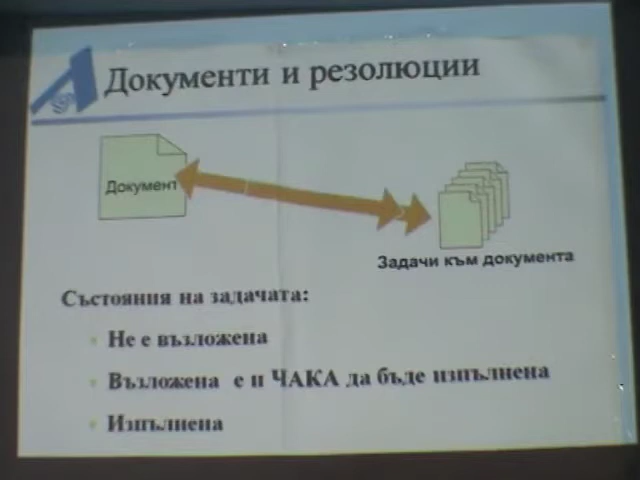 Документи и резолюции
Документ
Задачи към документа
Състояния на задачата:
Не е възложена
Възложена е и ЧАКА да бъде изпълнена
Изпълнена